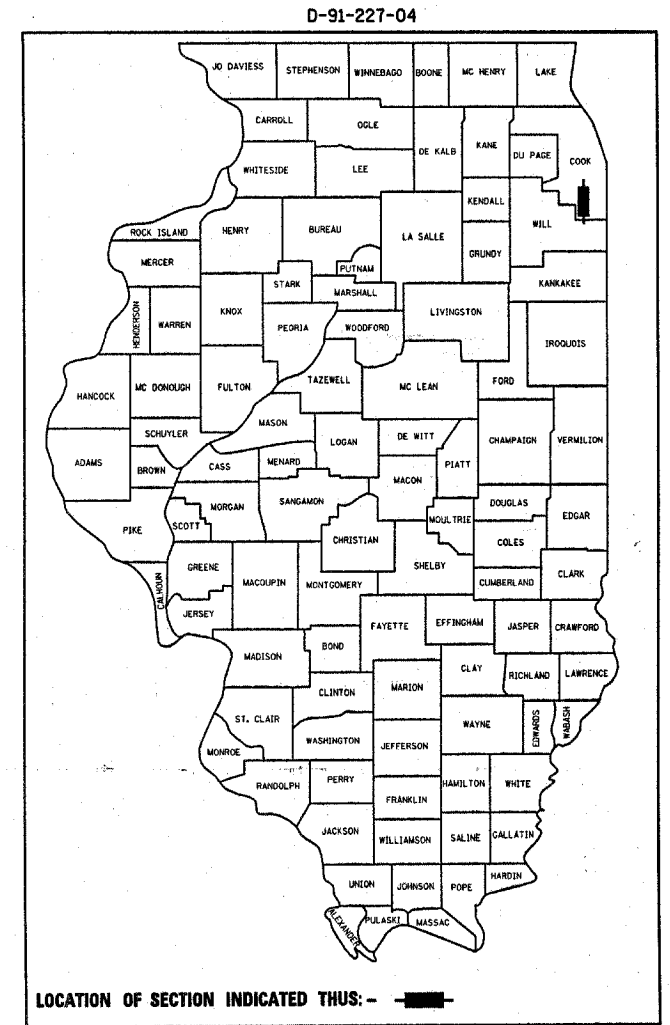 D-91-227-04
JO DAVIESS
STEPHENSON
WINNEBAGO
BOONE
MC HENRY
LAKE
CARROLL
OGLE
DE KALB
KANE
DU PAGE
COOK
WHITESIDE
LEE
KENDALL
WILL
ROCK ISLAND
HENRY
BUREAU
LA SALLE
GRUNDY
MERCER
PUTNAM
KANKAKEE
STARK
MARSHALL
HENDERSON
WARREN
KNOX
PEORIA
WOODFORD
LIVINGSTON
IROQUOIS
HANCOCK
MC DONOUGH
FULTON
TAZEWELL
MC LEAN
FORD
SCHUYLER
MASON
LOGAN
DE WITT
CHAMPAIGN
VERMILION
ADAMS
BROWN
CASS
MENARD
MACON
PIATT
PIKE
SCOTT
MORGAN
SANGAMON
CHRISTIAN
MOULTRIE
DOUGLAS
EDGAR
COLES
CALHOUN
GREENE
MACOUPIN
MONTGOMERY
SHELBY
CUMBERLAND
CLARK
JERSEY
MADISON
BOND
FAYETTE
EFFINGHAM
JASPER
CRAWFORD
CLAY
RICHLAND
LAWRENCE
CLINTON
MARION
ST. CLAIR
WAYNE
EDWARDS
WABASH
MONROE
WASHINGTON
JEFFERSON
RANDOLPH
PERRY
FRANKLIN
HAMILTON
WHITE
JACKSON
WILLIAMSON
SALINE
GALLATIN
UNION
JOHNSON
POPE
HARDIN
ALEXANDER
PULASKI
MASSAC
LOCATION OF SECTION INDICATED THUS:-